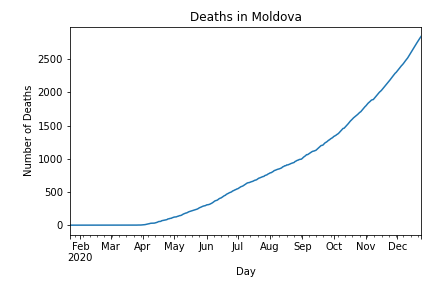 Deaths in Moldova
Number of Deaths
2500
2000
1500
1000
500
0
Feb Mar Apr May Jun Jul Aug Sep Oct Nov Dec
2020
Day